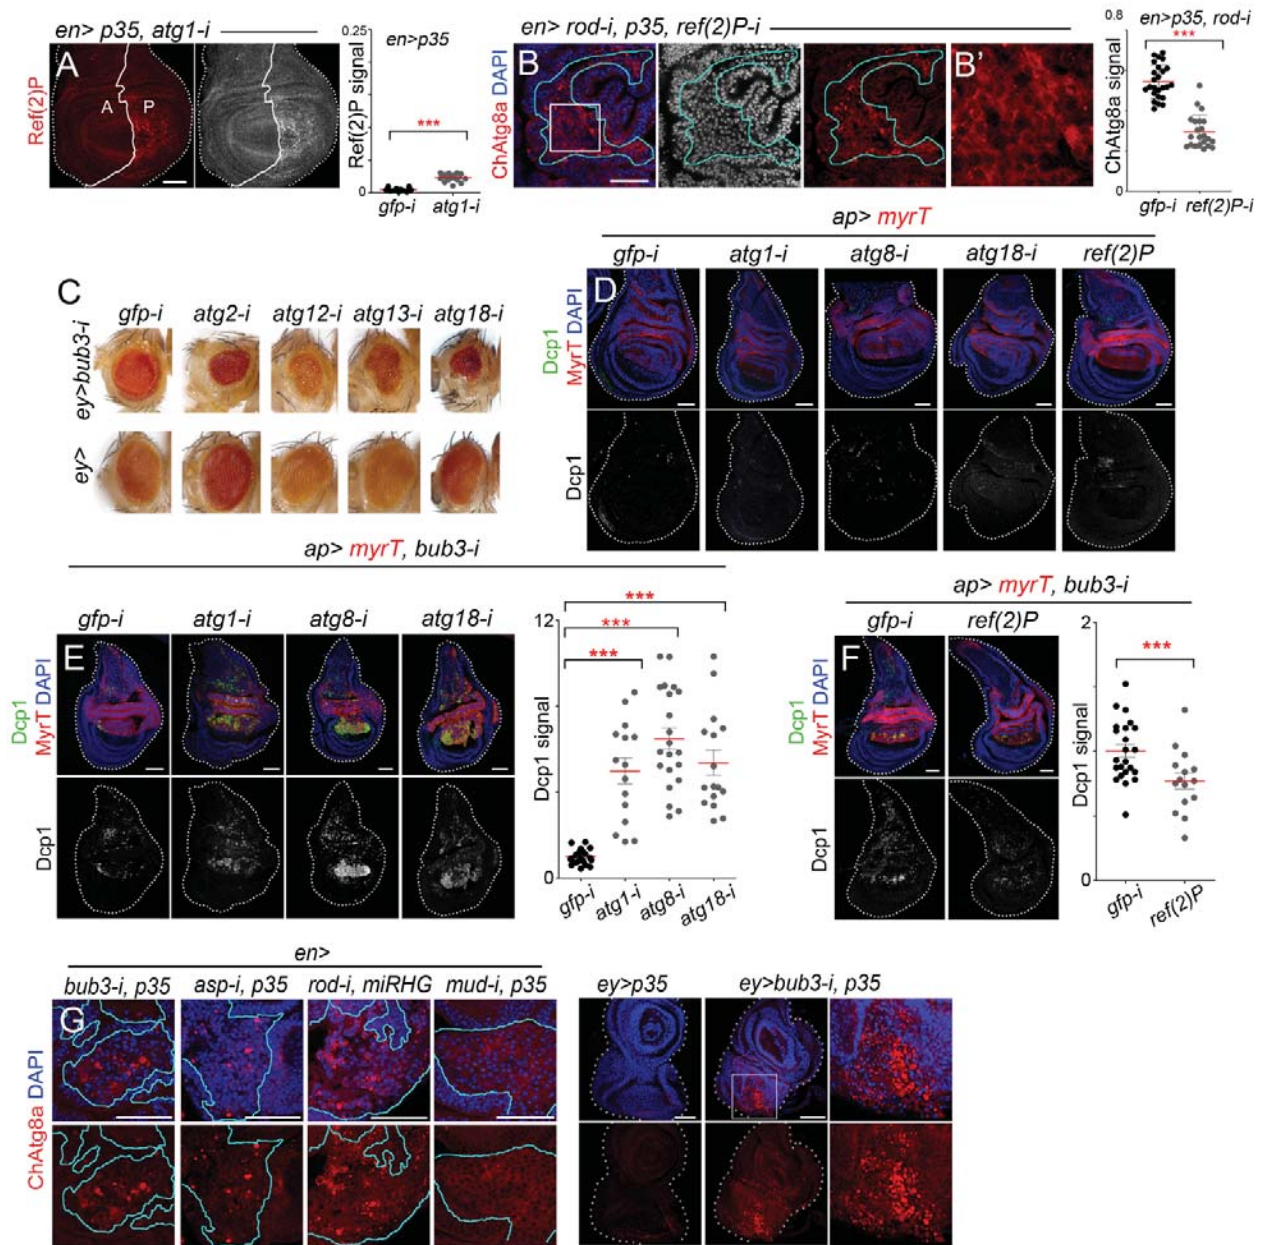 en> p35, atg1-i
A
Ref(2)P
A P
0.25
en>p35
Ref(2)P signal
***
0
gfp-i atg1-i
en> rod-i, p35, ref(2)P-i
B
B'
ChAtg8a DAPI
0.8
en>p35, rod-i
***
ChAtg8a signal
0
gfp-i ref(2)P-i
C
gfp-i atg2-i atg12-i atg13-i atg18-i
ey>bub3-i
ey>
ap> myrT
gfp-i atg1-i atg8-i atg18-i ref(2)P
D
Dcp1
MyrT DAPI
Dcp1
ap> myrT, bub3-i
gfp-i atg1-i atg8-i atg18-i
E
Dcp1
MyrT DAPI
Dcp1
12
***
***
***
Dcp1 signal
0
gfp-i atg1-i atg8-i atg18-i
ap> myrT, bub3-i
gfp-i ref(2)P
F
Dcp1
MyrT DAPI
Dcp1
2
***
Dcp1 signal
0
gfp-i ref(2)P
en>
bub3-i, p35 asp-i, p35 rod-i, miRHG mud-i, p35
G
ChAtg8a DAPI
ey>p35 ey>bub3-i, p35